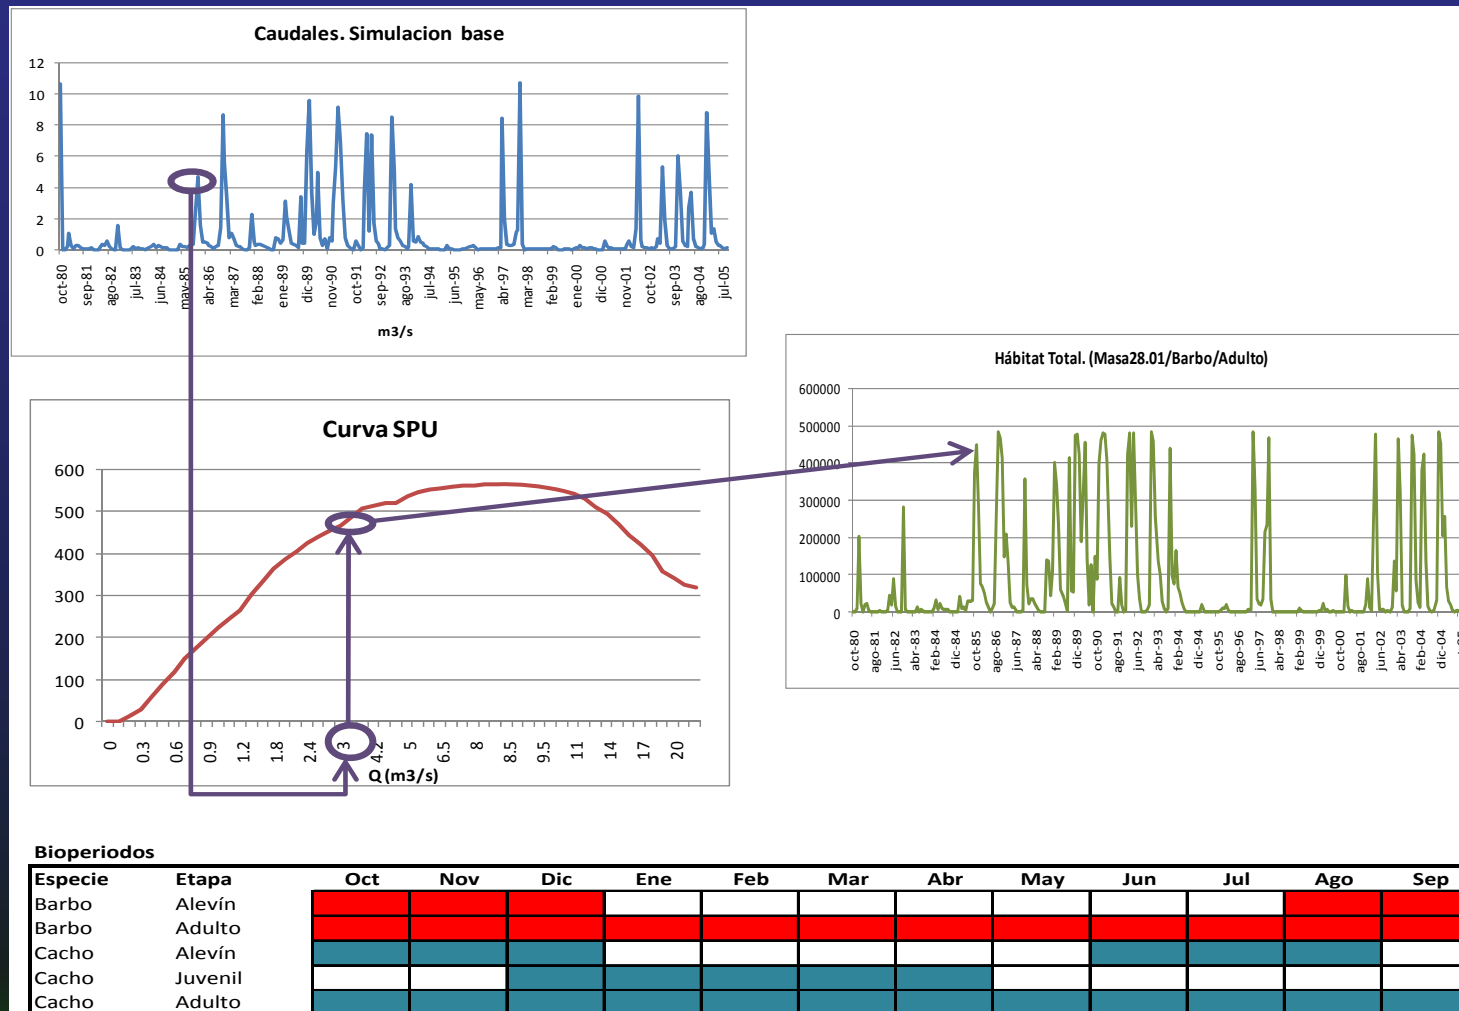 Caudales. Simulacion base
12
10
8
6
4
2
0
oct-80
sep-81
ago-82
jul-83
jun-84
may-85
abr-86
mar-87
feb-88
ene-89
dic-89
nov-90
oct-91
sep-92
ago-93
jul-94
jun-95
may-96
abr-97
mar-98
feb-99
ene-00
dic-00
nov-01
oct-02
sep-03
ago-04
jul-05
m3/s
Hábitat Total. (Masa28.01/Barbo/Adulto)
600000
500000
400000
300000
200000
100000
0
oct-80
ago-81
jun-82
abr-83
feb-84
dic-84
oct-85
ago-86
jun-87
abr-88
feb-89
dic-89
oct-90
ago-91
jun-92
abr-93
feb-94
dic-94
oct-95
ago-96
jun-97
abr-98
feb-99
dic-99
oct-00
ago-01
jun-02
abr-03
feb-04
dic-04
Curva SPU
600
500
400
300
200
100
0
0
0.3
0.6
0.9
1.2
1.8
2.4
3
4.2
5
6.5
8
8.5
9.5
11
14
17
20
Q (m3/s)
Bioperiodos
Especie Etapa Oct Nov Dic Ene Feb Mar Abr May Jun Jul Ago Sep
Barbo Alevín
Barbo Adulto
Cacho Alevín
Cacho Juvenil
Cacho Adulto